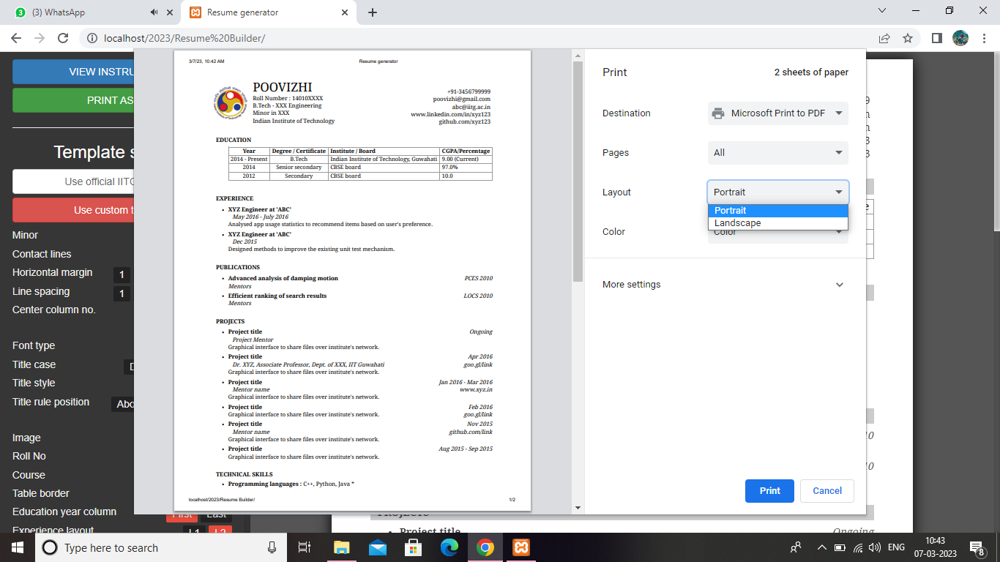 (3) WhatsApp
Resume generator
localhost/2023/Resume%20Builder/
VIEW INSTRU
PRINT AS
Template s
Use official IITG
Use custom t
Minor
Contact lines
Horizontal margin 1
Line spacing 1
Center column no.
Font type
Title case
Title style
Title rule position Abo
Image
Roll No
Course
Table border
Education year column First Last
Experience layout L1 L2
3/7/23, 10:42 AM Resume generator
POOVIZHI
Roll Number : 14010XXXX
B.Tech - XXX Engineering
Minor in XXX
Indian Institute of Technology
+91-3456799999
poovizhi@gmail.com
abc@iitg.ac.in
www.linkedin.com/in/xyz123
github.com/xyz123
EDUCATION
Year Degree / Certificate Institute / Board CGPA/Percentage
2014 - Present B.Tech Indian Institute of Technology, Guwahati 9.00 (Current)
2014 Senior secondary CBSE board 97.0%
2012 Secondary CBSE board 10.0
EXPERIENCE
• XYZ Engineer at 'ABC'
May 2016 - July 2016
Analysed app usage statistics to recommend items based on user's preference.
• XYZ Engineer at 'ABC'
Dec 2015
Designed methods to improve the existing unit test mechanism.
PUBLICATIONS
• Advanced analysis of damping motion PCES 2010
Mentors
• Efficient ranking of search results LOCS 2010
Mentors
PROJECTS
• Project title Ongoing
Project Mentor
Graphical interface to share files over institute's network.
• Project title Apr 2016
Dr. XYZ, Associate Professor, Dept. of XXX, IIT Guwahati goo.gl/link
Graphical interface to share files over institute's network.
• Project title Jan 2016 - Mar 2016
Mentor name www.xyz.in
Graphical interface to share files over institute's network.
• Project title Feb 2016
Graphical interface to share files over institute's network. goo.gl/link
• Project title Nov 2015
Mentor name github.com/link
Graphical interface to share files over institute's network.
• Project title Aug 2015 - Sep 2015
Graphical interface to share files over institute's network.
TECHNICAL SKILLS
• Programming languages : C++, Python, Java *
localhost/2023/Resume Builder/ 1/2
Print 2 sheets of paper
Destination Microsoft Print to PDF
Pages All
Layout Portrait
Portrait
Landscape
Color Color
More settings
Print Cancel
• Project title Ongoing
Type here to search
ENG
10:43
07-03-2023
8